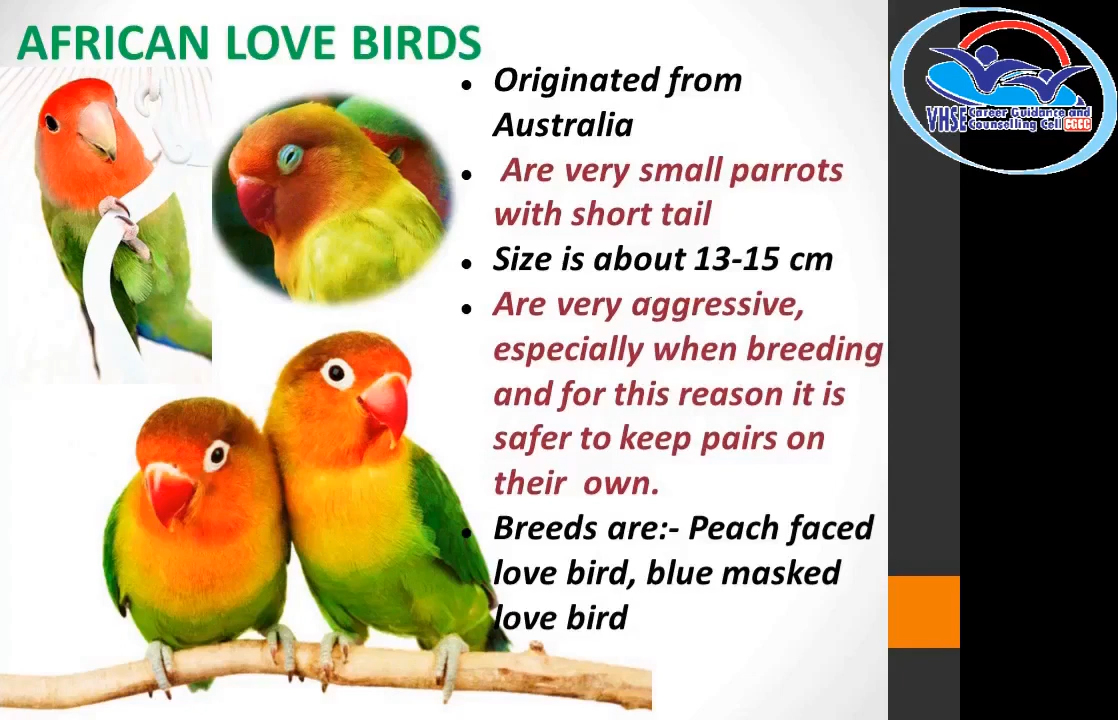 AFRICAN LOVE BIRDS
• Originated from
Australia
• Are very small parrots
with short tail
• Size is about 13-15 cm
• Are very aggressive,
especially when breeding
and for this reason it is
safer to keep pairs on
their own.
• Breeds are:- Peach faced
love bird, blue masked
love bird
VHSE Career Guidance and
Counselling Cell CGCC